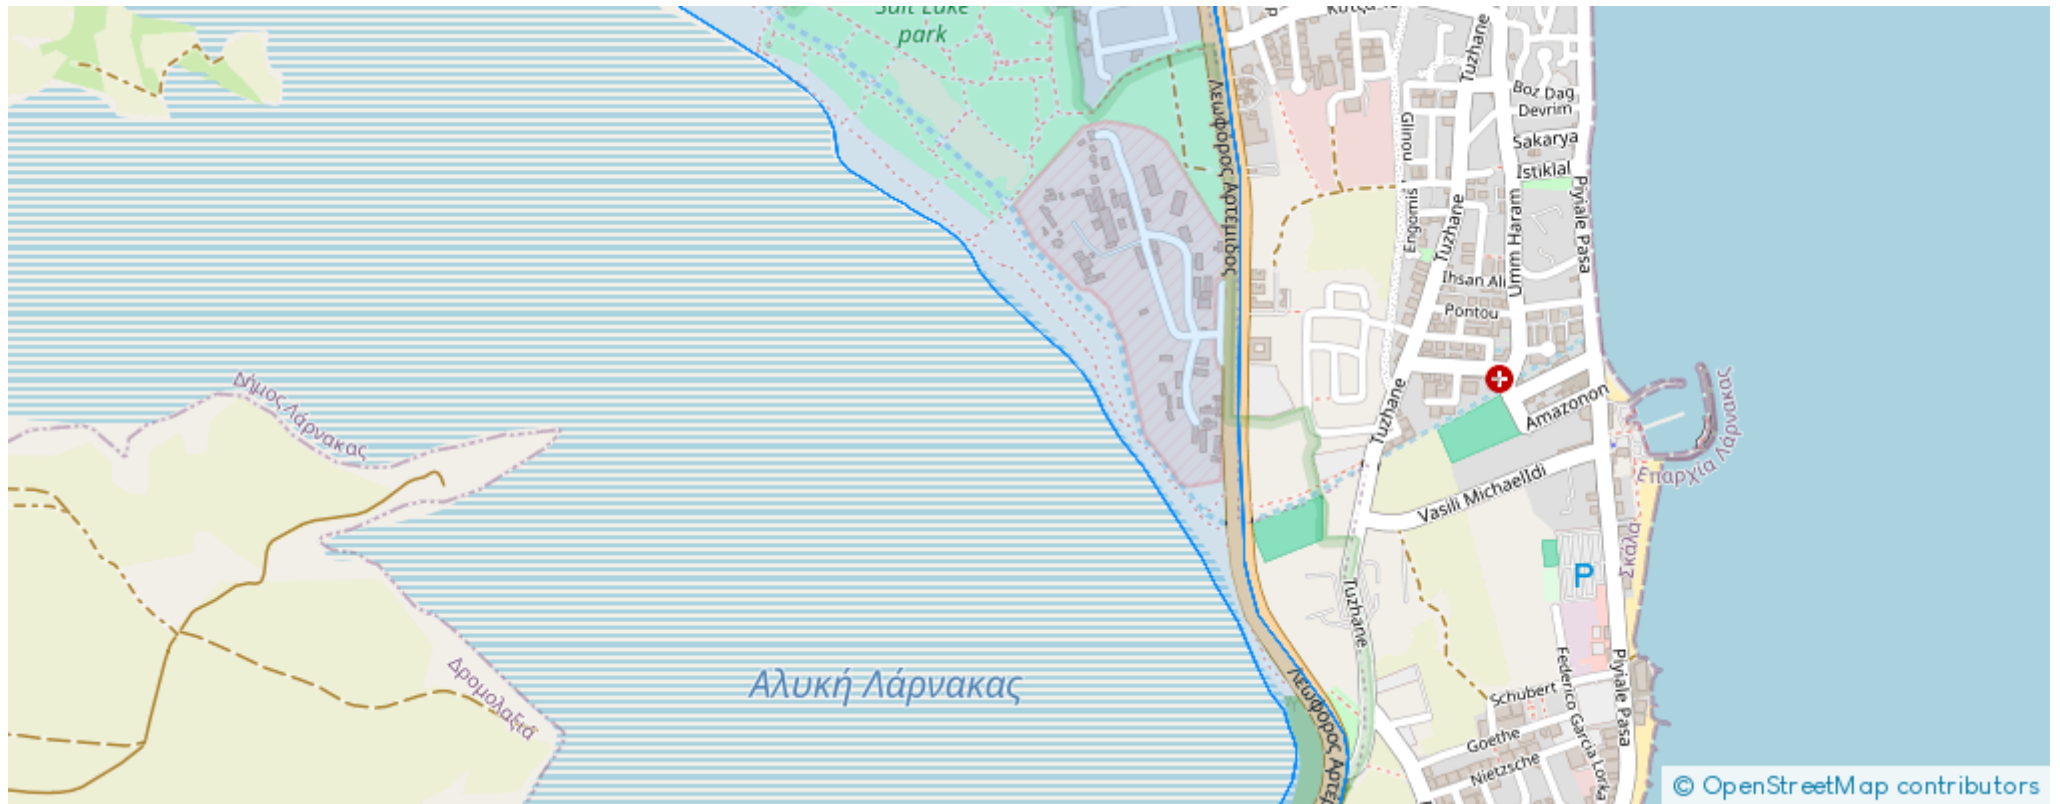 Salt Lake
park
Λεωφόρος Αρτέμιδος
Glinou
Tuzhane
Boz Dag
Devrim
Sakarya
Istiklal
Engomis
Tuzhane
Umm Haram
Piyiale Pasa
Ihsan Ali
Pontou
Δήμος Λάρνακας
Tuzhane
Amazonon
Επαρχία Λάρνακας
Vasili MichaelIdi
Σκάλα
P
Tuzhane
Δρομολαξιά
Αλυκή Λάρνακας
Λεωφόρος Αρτέ
Schubert
Federico Garcia Lorka
Piyiale Pasa
Goethe
Nietzsche
© OpenStreetMap contributors